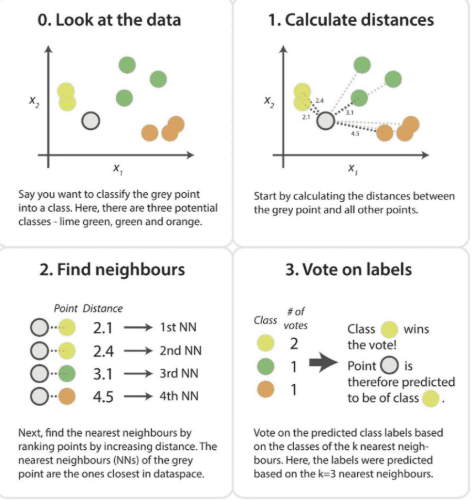 0. Look at the data
X2
X1
Say you want to classify the grey point
into a class. Here, there are three potential
classes - lime green, green and orange.
1. Calculate distances
X2
2.4
2.1
3.1
4.5
X1
Start by calculating the distances between
the grey point and all other points.
2. Find neighbours
Point Distance
2.1 → 1st NN
2.4 → 2nd NN
3.1 → 3rd NN
4.5 → 4th NN
Next, find the nearest neighbours by
ranking points by increasing distance. The
nearest neighbours (NNs) of the grey
point are the ones closest in dataspace.
3. Vote on labels
Class # of votes
2
1
1
Class wins
the vote!
Point is
therefore predicted
to be of class .
Vote on the predicted class labels based
on the classes of the k nearest neigh-
bours. Here, the labels were predicted
based on the k=3 nearest neighbours.